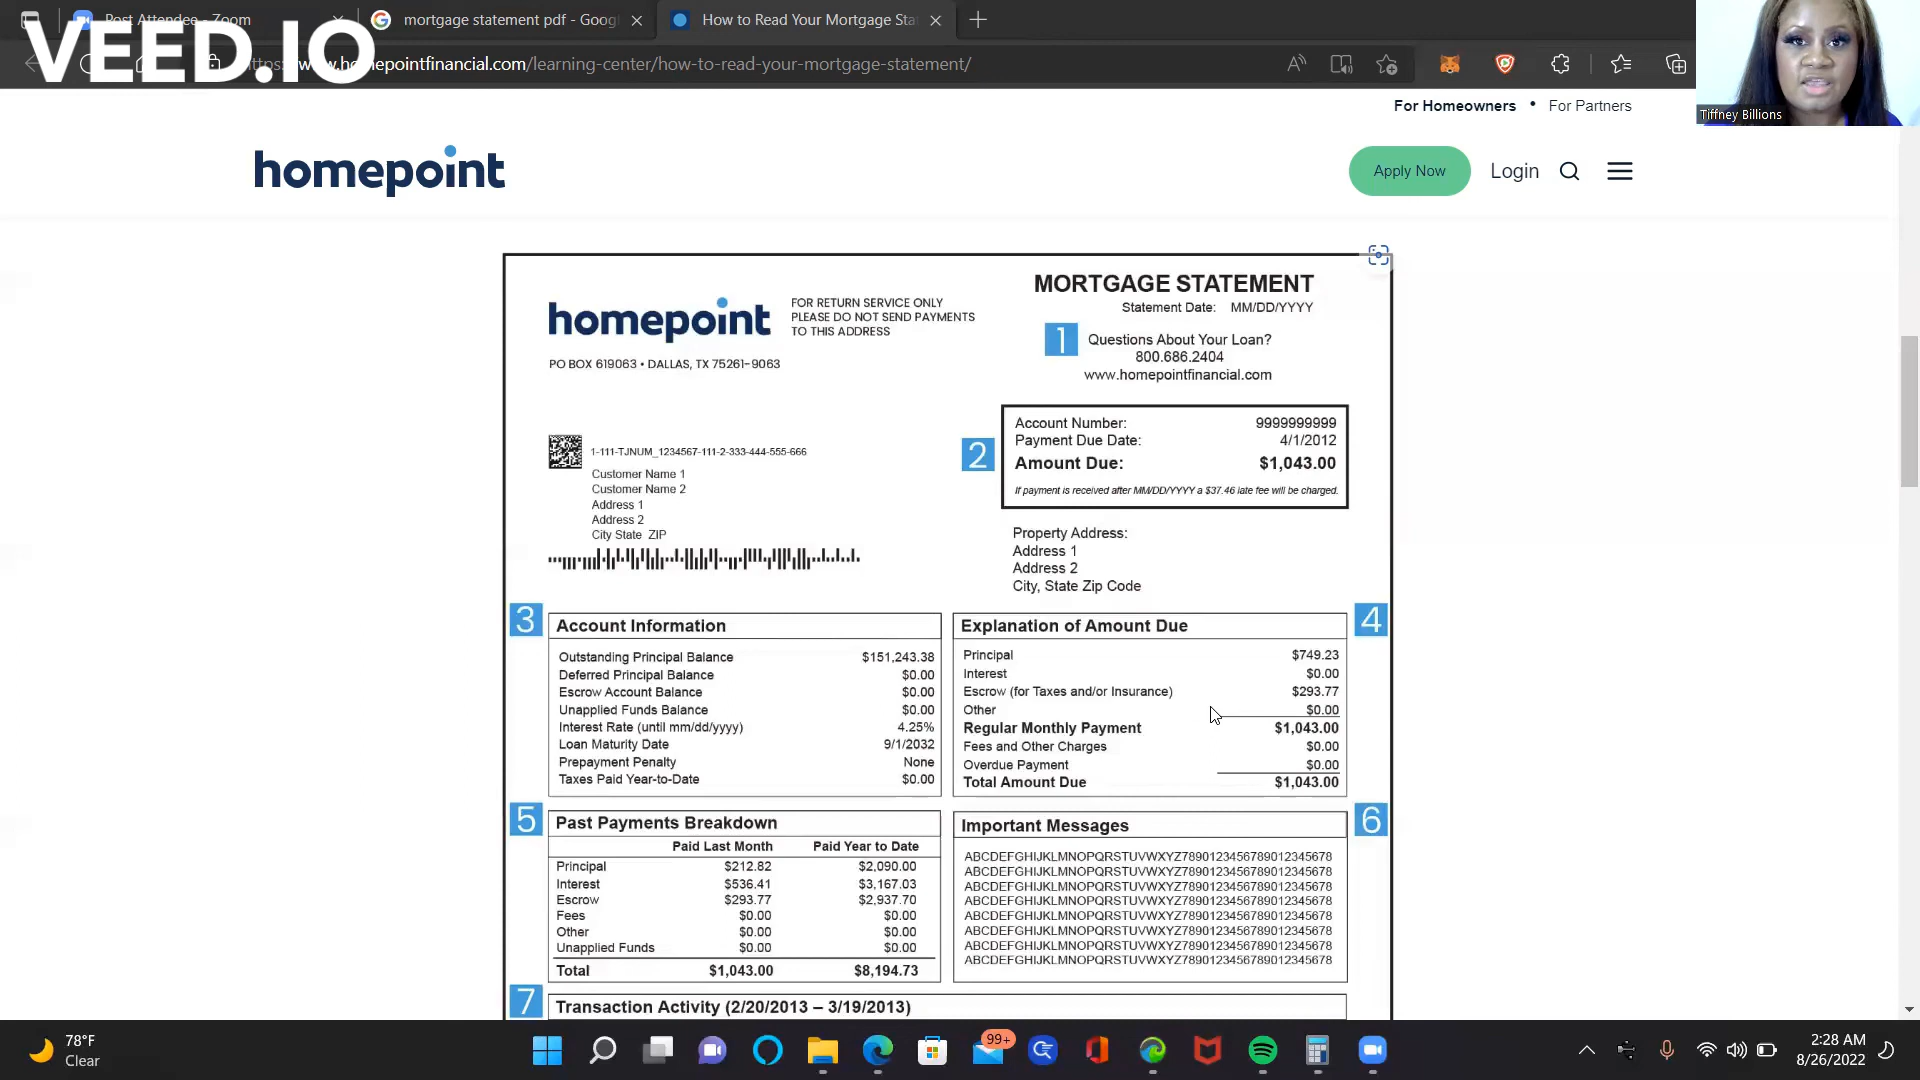 Post Attendee - Zoom
mortgage statement pdf - Goog
How to Read Your Mortgage Sta
VEED.IO
homepointfinancial.com/learning-center/how-to-read-your-mortgage-statement/
Tiffney Billions
For Homeowners • For Partners
homepoint
Apply Now
Login
homepoint
FOR RETURN SERVICE ONLY
PLEASE DO NOT SEND PAYMENTS
TO THIS ADDRESS
PO BOX 619063 • DALLAS, TX 75261-9063
MORTGAGE STATEMENT
Statement Date: MM/DD/YYYY
1
Questions About Your Loan?
800.686.2404
www.homepointfinancial.com
2
Account Number: 9999999999
Payment Due Date: 4/1/2012
Amount Due: $1,043.00
If payment is received after MM/DD/YYYY a $37.46 late fee will be charged.
1-111-TJNUM_1234567-111-2-333-444-555-666
Customer Name 1
Customer Name 2
Address 1
Address 2
City State ZIP
Property Address:
Address 1
Address 2
City, State Zip Code
3
Account Information
Outstanding Principal Balance $151,243.38
Deferred Principal Balance $0.00
Escrow Account Balance $0.00
Unapplied Funds Balance $0.00
Interest Rate (until mm/dd/yyyy) 4.25%
Loan Maturity Date 9/1/2032
Prepayment Penalty None
Taxes Paid Year-to-Date $0.00
4
Explanation of Amount Due
Principal $749.23
Interest $0.00
Escrow (for Taxes and/or Insurance) $293.77
Other $0.00
Regular Monthly Payment $1,043.00
Fees and Other Charges $0.00
Overdue Payment $0.00
Total Amount Due $1,043.00
5
Past Payments Breakdown
Paid Last Month Paid Year to Date
Principal $212.82 $2,090.00
Interest $536.41 $3,167.03
Escrow $293.77 $2,937.70
Fees $0.00 $0.00
Other $0.00 $0.00
Unapplied Funds $0.00 $0.00
Total $1,043.00 $8,194.73
6
Important Messages
ABCDEFGHIJKLMNOPQRSTUVWXYZ7890123456789012345678
ABCDEFGHIJKLMNOPQRSTUVWXYZ7890123456789012345678
ABCDEFGHIJKLMNOPQRSTUVWXYZ7890123456789012345678
ABCDEFGHIJKLMNOPQRSTUVWXYZ7890123456789012345678
ABCDEFGHIJKLMNOPQRSTUVWXYZ7890123456789012345678
ABCDEFGHIJKLMNOPQRSTUVWXYZ7890123456789012345678
ABCDEFGHIJKLMNOPQRSTUVWXYZ7890123456789012345678
ABCDEFGHIJKLMNOPQRSTUVWXYZ7890123456789012345678
7
Transaction Activity (2/20/2013 – 3/19/2013)
78°F
Clear
99+
2:28 AM
8/26/2022